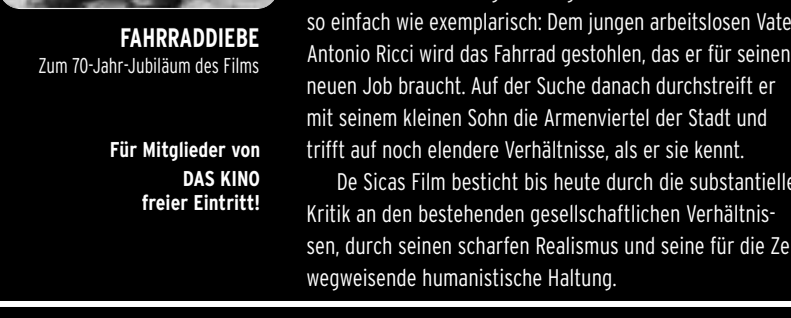 FAHRRADDIEBE
Zum 70-Jahr-Jubiläum des Films
Für Mitglieder von
DAS KINO
freier Eintritt!
so einfach wie exemplarisch: Dem jungen arbeitslosen Vate
Antonio Ricci wird das Fahrrad gestohlen, das er für seinen
neuen Job braucht. Auf der Suche danach durchstreift er
mit seinem kleinen Sohn die Armenviertel der Stadt und
trifft auf noch elendere Verhältnisse, als er sie kennt.
De Sicas Film besticht bis heute durch die substantielle
Kritik an den bestehenden gesellschaftlichen Verhältnis-
sen, durch seinen scharfen Realismus und seine für die Ze
wegweisende humanistische Haltung.